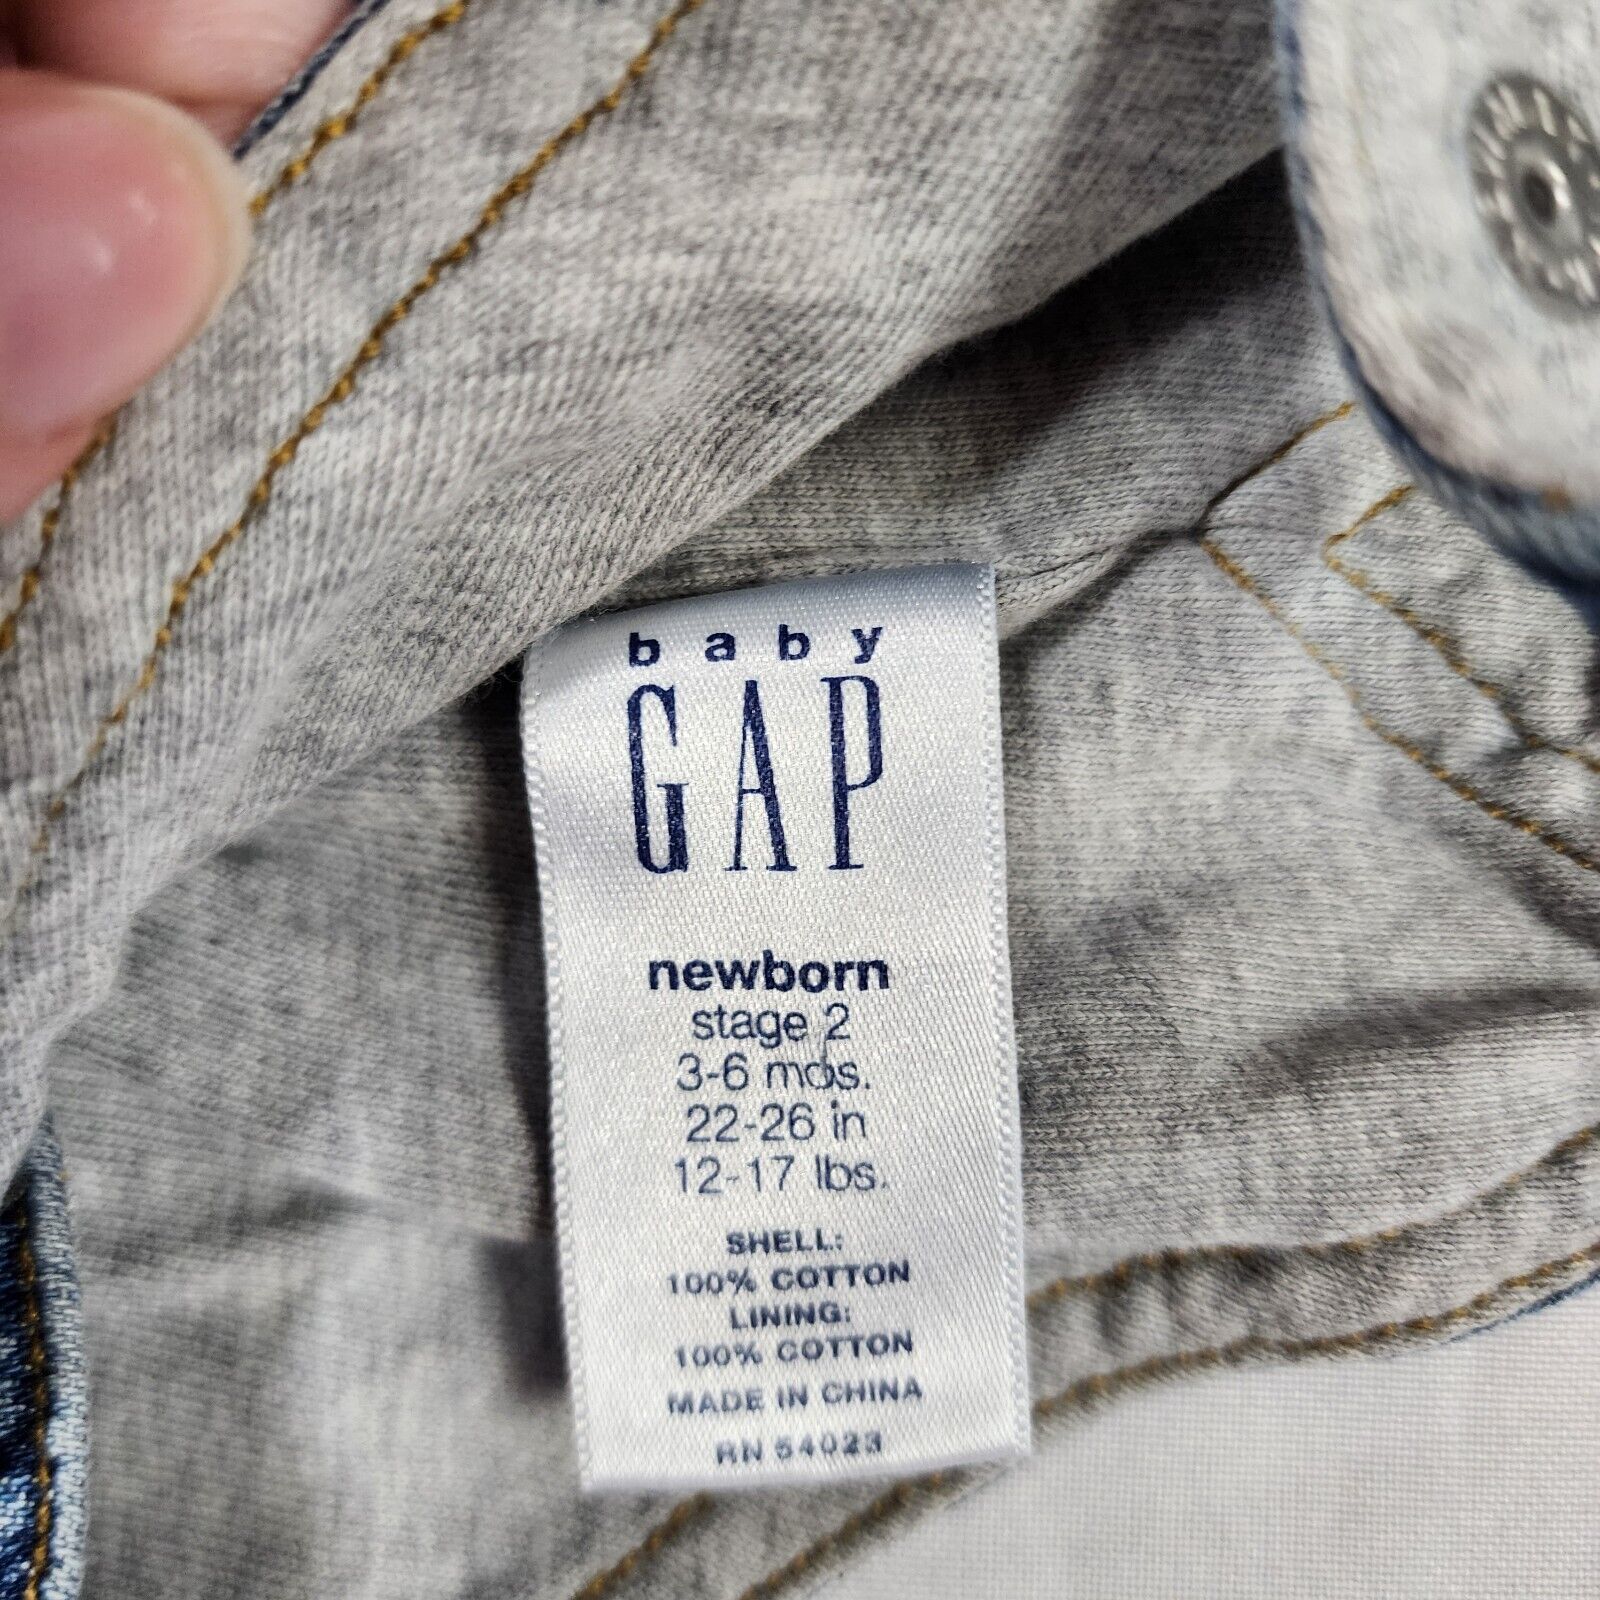 baby
GAP
newborn
stage 2
3-6 mos.
22-26 in
12-17 lbs.
SHELL:
100% COTTON
LINING:
100% COTTON
MADE IN CHINA
RN 54023